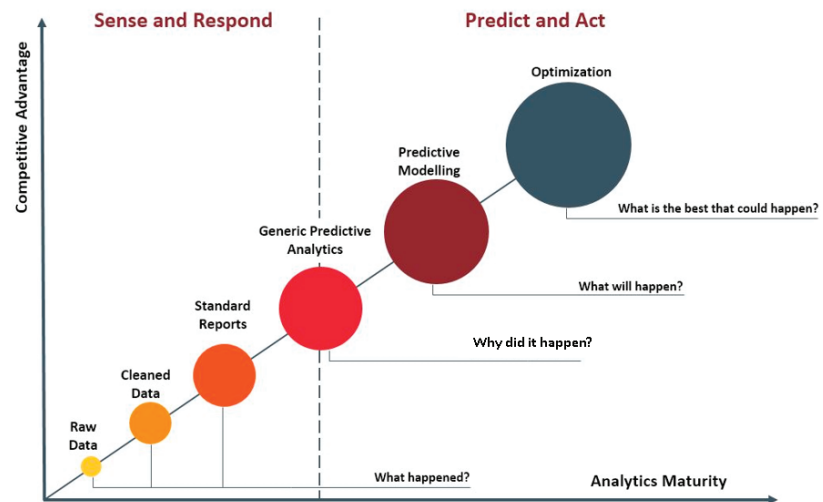 Sense and Respond
Predict and Act
Competitive Advantage
Optimization
Predictive
Modelling
What is the best that could happen?
Generic Predictive
Analytics
What will happen?
Standard
Reports
Why did it happen?
Cleaned
Data
Raw
Data
What happened?
Analytics Maturity